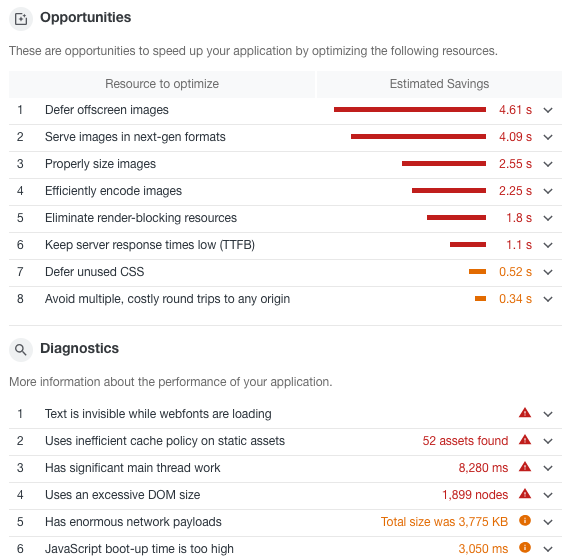 Opportunities
These are opportunities to speed up your application by optimizing the following resources.
Resource to optimize Estimated Savings
1 Defer offscreen images 4.61 s
2 Serve images in next-gen formats 4.09 s
3 Properly size images 2.55 s
4 Efficiently encode images 2.25 s
5 Eliminate render-blocking resources 1.8 s
6 Keep server response times low (TTFB) 1.1 s
7 Defer unused CSS 0.52 s
8 Avoid multiple, costly round trips to any origin 0.34 s
Diagnostics
More information about the performance of your application.
1 Text is invisible while webfonts are loading
2 Uses inefficient cache policy on static assets 52 assets found
3 Has significant main thread work 8,280 ms
4 Uses an excessive DOM size 1,899 nodes
5 Has enormous network payloads Total size was 3,775 KB
6 JavaScript boot-up time is too high 3,050 ms